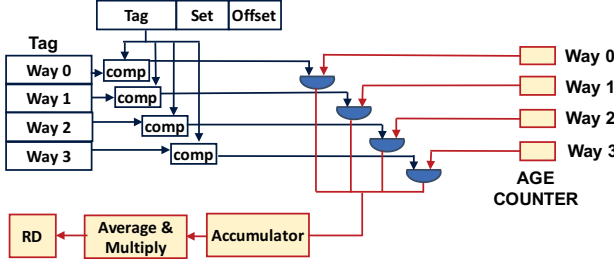 Tag Set Offset
Tag
Way 0
Way 1
Way 2
Way 3
comp
comp
comp
comp
Way 0
Way 1
Way 2
Way 3
AGE
COUNTER
RD
Average &
Multiply
Accumulator